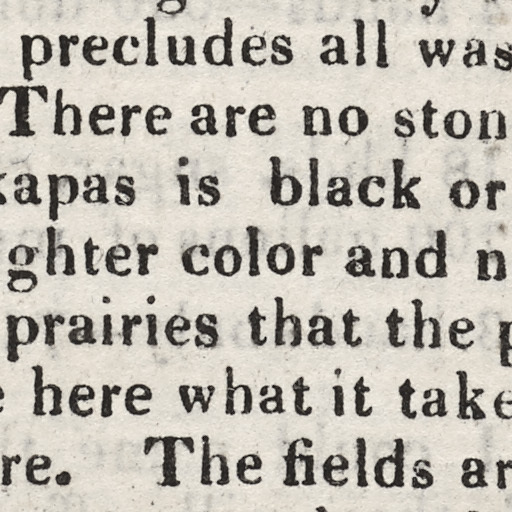 precludes all was
There are no ston
kapas is black or
ghter color and n
prairies that the p
e here what it take
re. The fields ar